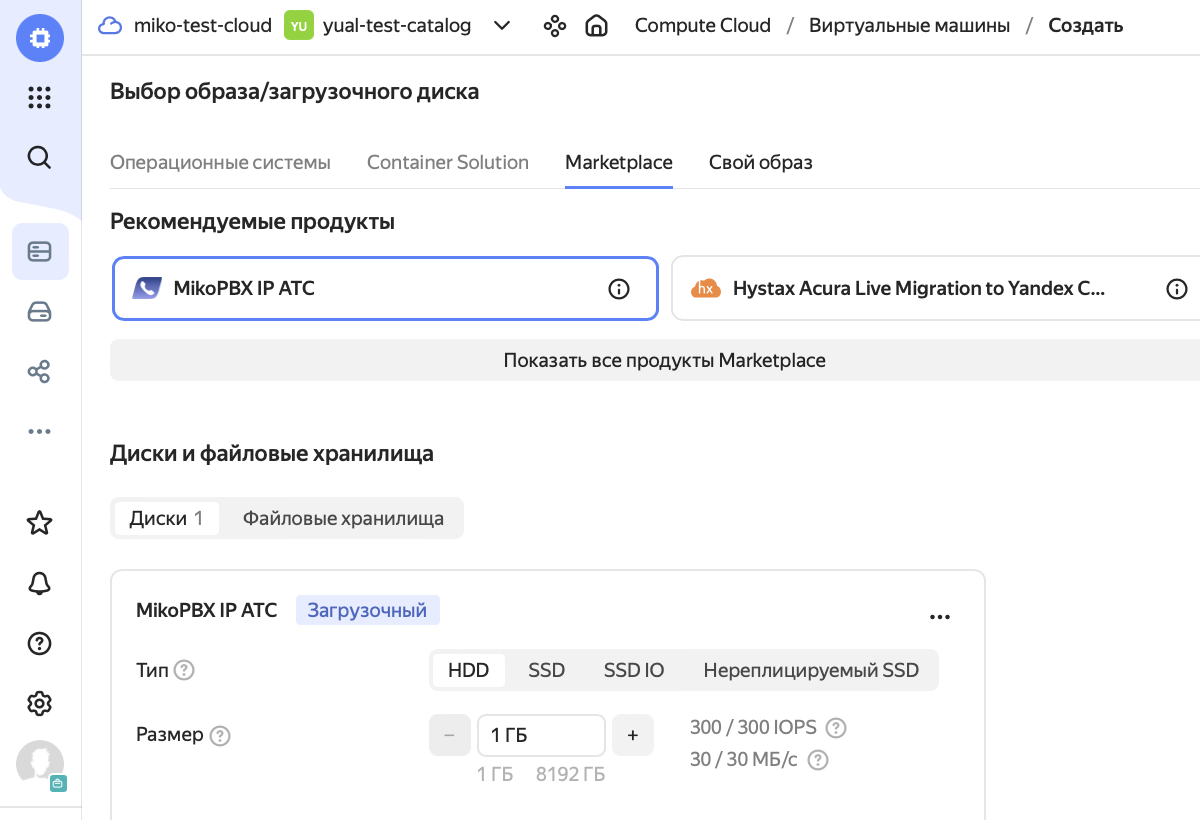 miko-test-cloud YU yual-test-catalog Compute Cloud / Виртуальные машины / Создать
Выбор образа/загрузочного диска
Операционные системы Container Solution Marketplace Свой образ
Рекомендуемые продукты
MikoPBX IP АТС hx Hystax Acura Live Migration to Yandex C...
Показать все продукты Marketplace
Диски и файловые хранилища
Диски 1 Файловые хранилища
MikoPBX IP АТС Загрузочный
Тип HDD SSD SSD IO Нереплицируемый SSD
Размер − 1 ГБ + 300 / 300 IOPS
30 / 30 МБ/с
1 ГБ 8192 ГБ